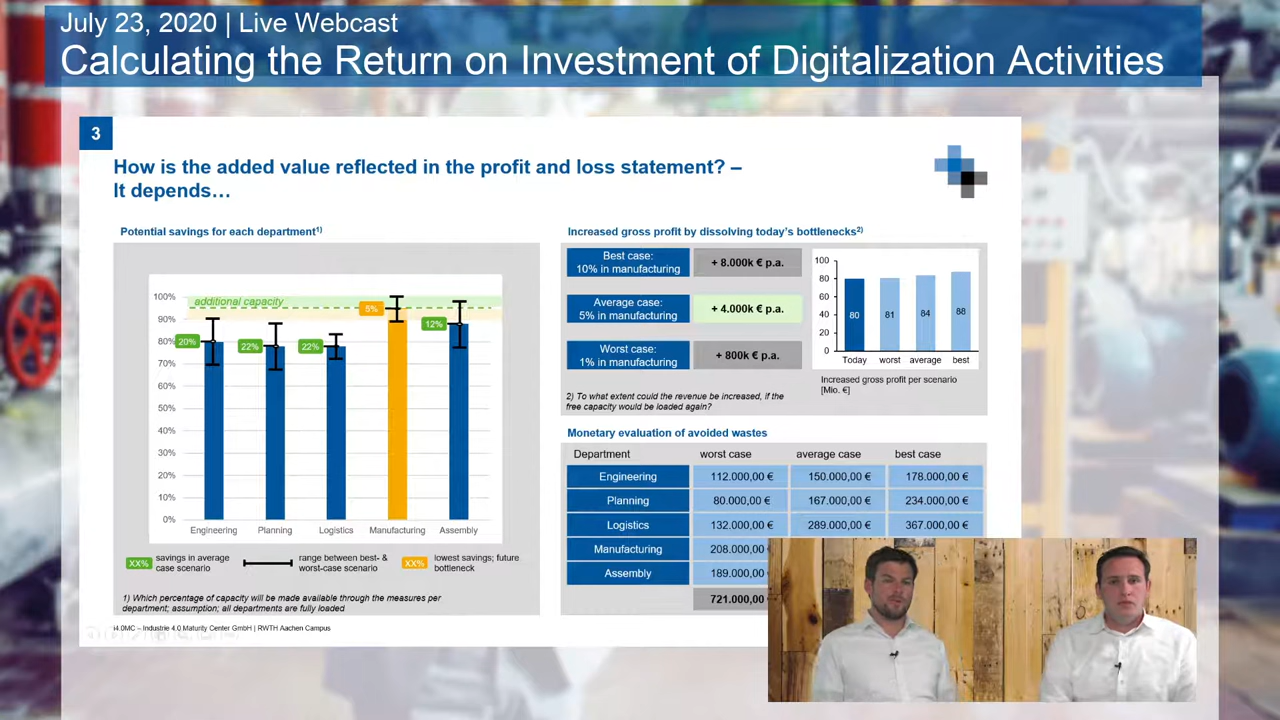 July 23, 2020 | Live Webcast
Calculating the Return on Investment of Digitalization Activities
3
How is the added value reflected in the profit and loss statement? –
It depends…
Potential savings for each department1)
100%
90%
80%
70%
60%
50%
40%
30%
20%
10%
0%
additional capacity
20%
22%
22%
5%
12%
Engineering
Planning
Logistics
Manufacturing
Assembly
XX%
savings in average
case scenario
range between best- &
worst-case scenario
XX%
lowest savings; future
bottleneck
1) Which percentage of capacity will be made available through the measures per
department; assumption; all departments are fully loaded
Increased gross profit by dissolving today's bottlenecks2)
Best case:
10% in manufacturing
+ 8.000k € p.a.
Average case:
5% in manufacturing
+ 4.000k € p.a.
Worst case:
1% in manufacturing
+ 800k € p.a.
2) To what extent could the revenue be increased, if the
free capacity would be loaded again?
100
80
60
40
20
0
80
81
84
88
Today
worst
average
best
Increased gross profit per scenario
[Mio. €]
Monetary evaluation of avoided wastes
Department worst case average case best case
Engineering 112.000,00 € 150.000,00 € 178.000,00 €
Planning 80.000,00 € 167.000,00 € 234.000,00 €
Logistics 132.000,00 € 289.000,00 € 367.000,00 €
Manufacturing 208.000,00
Assembly 189.000,00
721.000,00
I4.0MC – Industrie 4.0 Maturity Center GmbH | RWTH Aachen Campus